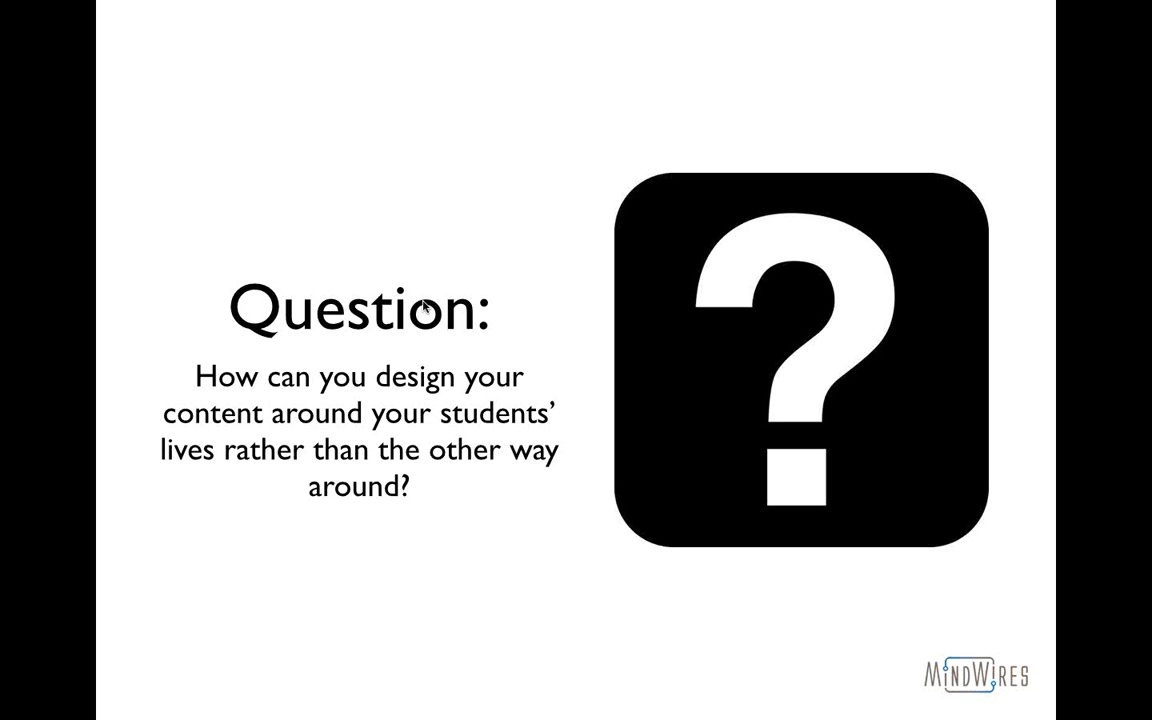 Question:
How can you design your
content around your students’
lives rather than the other way
around?
?
MINDWIRES